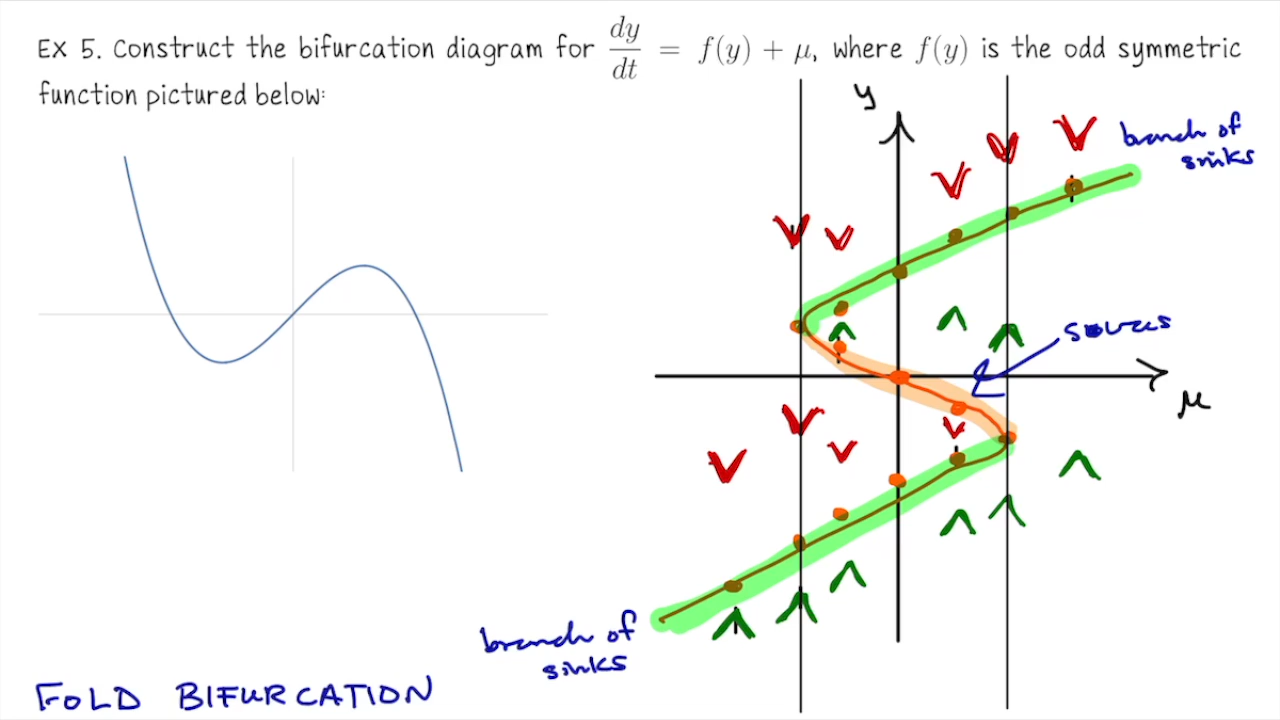 Ex 5. Construct the bifurcation diagram for dy/dt = f(y) + μ, where f(y) is the odd symmetric
function pictured below:
y
branch of
sinks
sources
μ
branch of
sinks
FOLD BIFURCATION